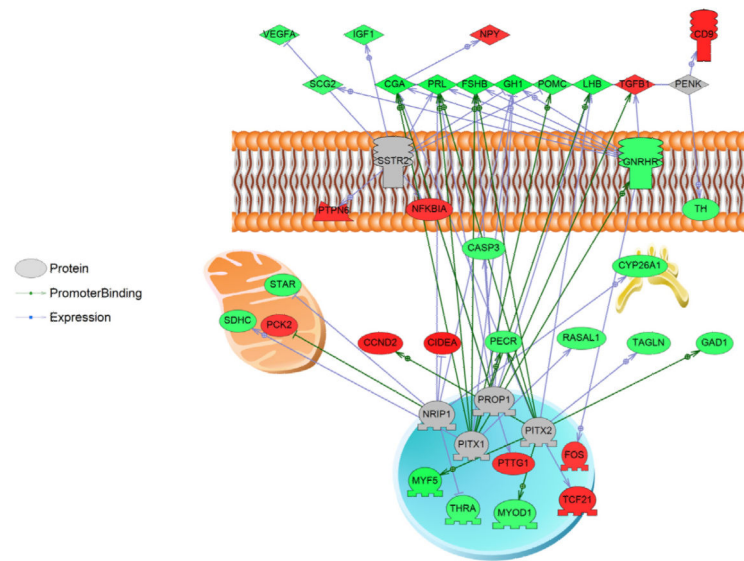 VEGFA IGF1 NPY CD9
SCG2 CGA PRL FSHB GH1 POMC LHB TGFB1 PENK
SSTR2 GNRHR
PTPN6 NFKBIA TH
CASP3
Protein
PromoterBinding
Expression
STAR CYP26A1
SDHC PCK2
CCND2 CIDEA PECR RASAL1 TAGLN GAD1
PROP1
NRIP1 PITX1 PITX2
PTTG1 FOS
MYF5 TCF21
THRA MYOD1